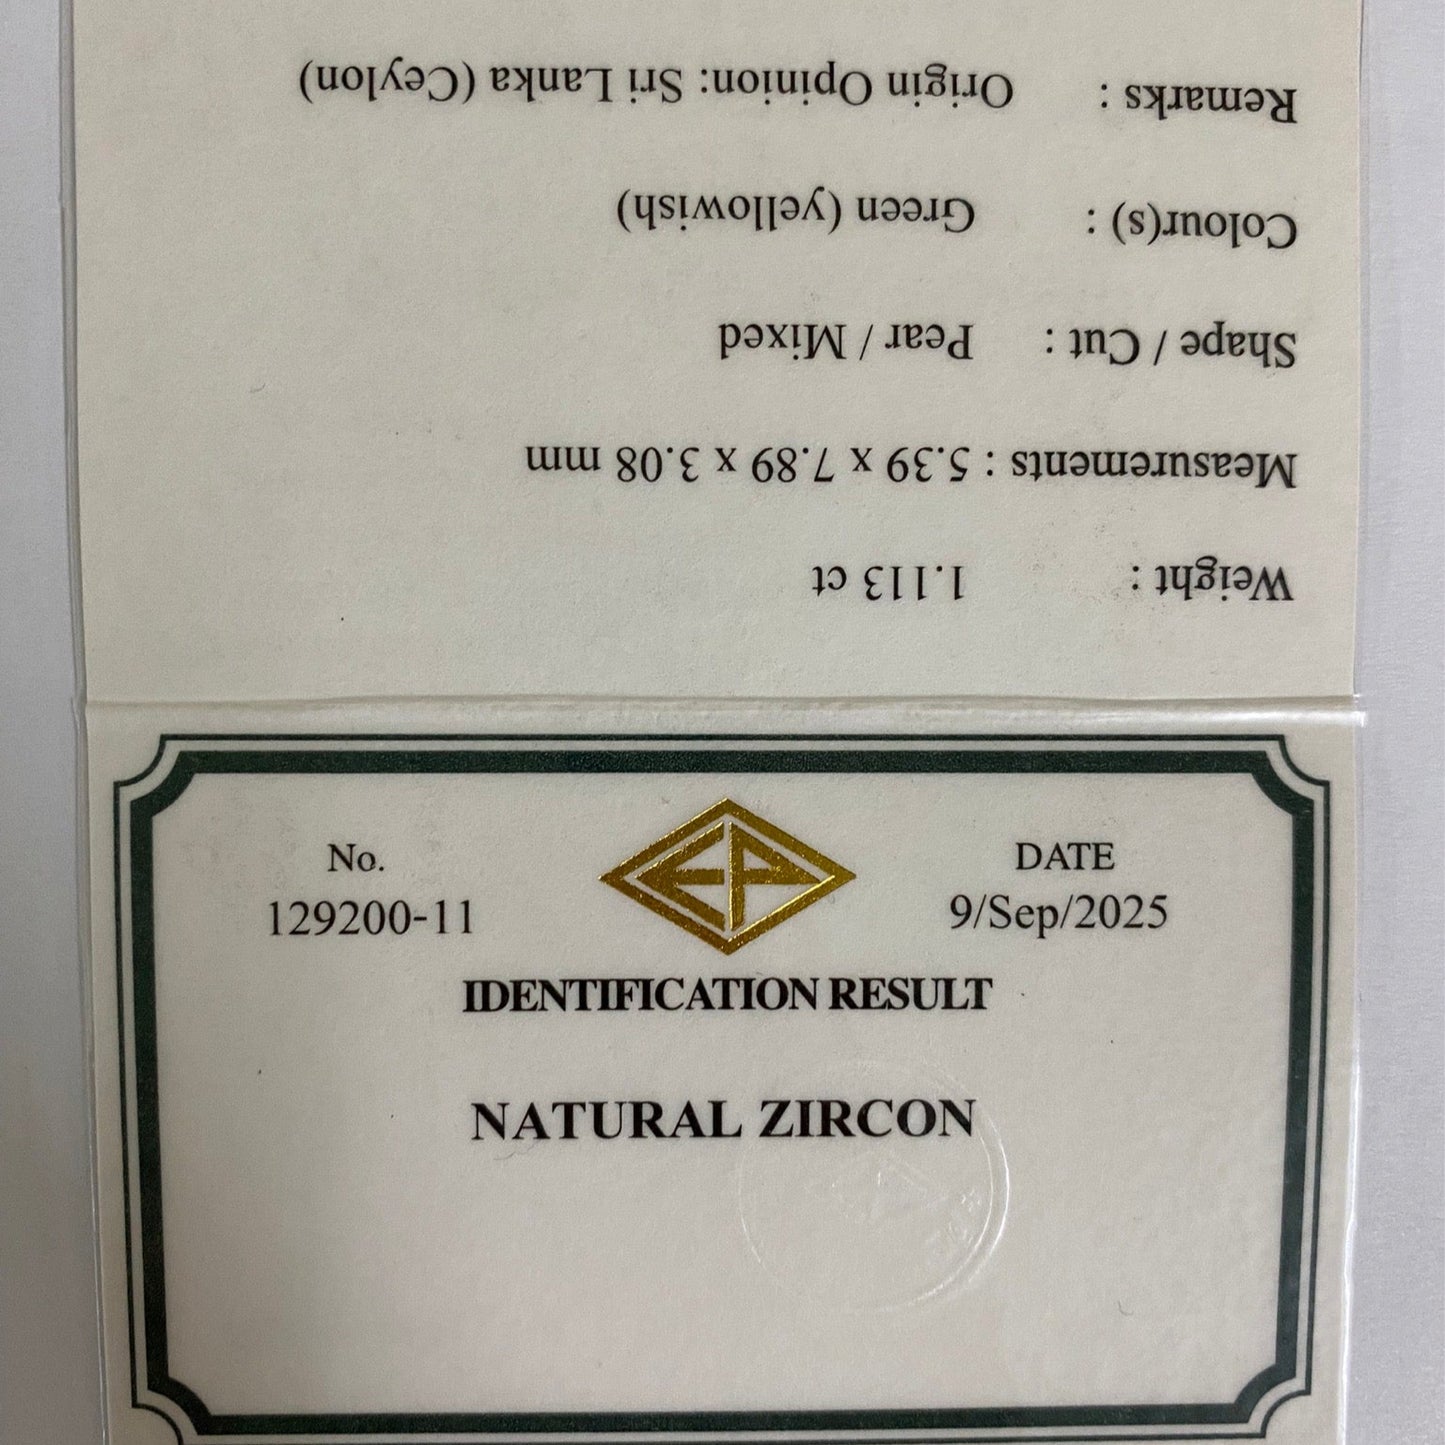 Weight : 1.113 ct
Measurements : 5.39 x 7.89 x 3.08 mm
Shape / Cut : Pear / Mixed
Colour(s) : Green (yellowish)
Remarks : Origin Opinion: Sri Lanka (Ceylon)
No.
129200-11
EP
DATE
9/Sep/2025
IDENTIFICATION RESULT
NATURAL ZIRCON